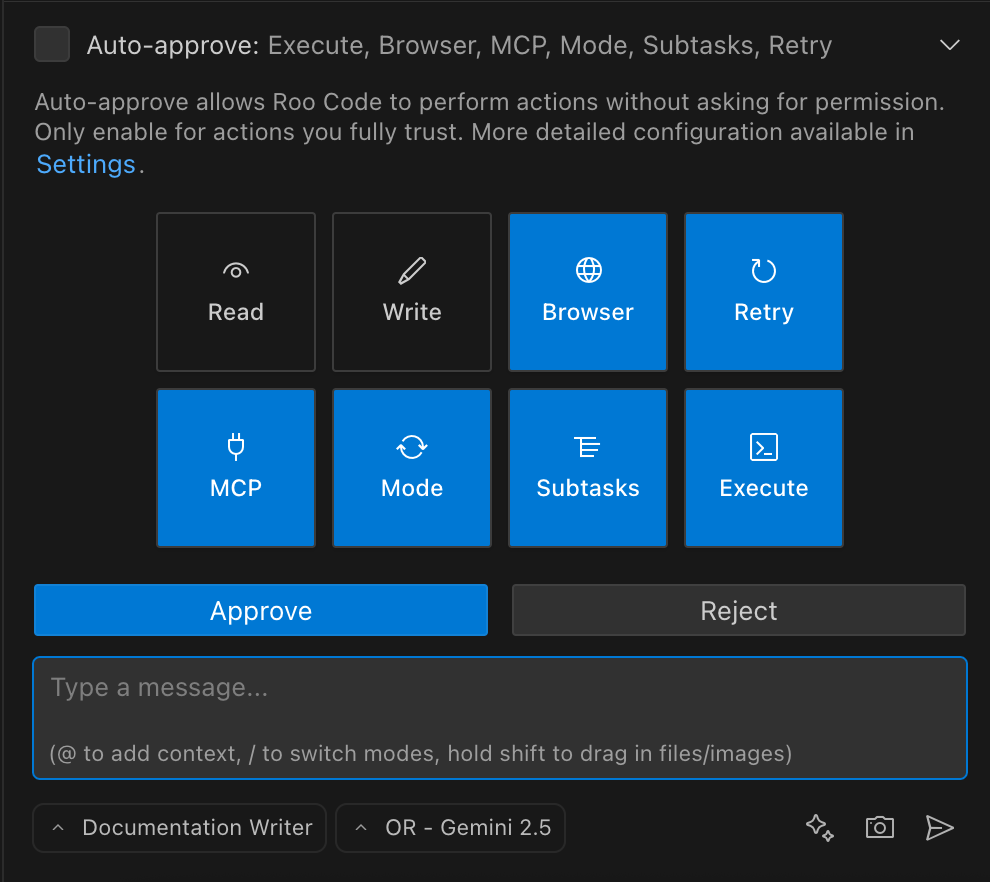 Auto-approve: Execute, Browser, MCP, Mode, Subtasks, Retry
Auto-approve allows Roo Code to perform actions without asking for permission.
Only enable for actions you fully trust. More detailed configuration available in
Settings.
Read
Write
Browser
Retry
MCP
Mode
Subtasks
Execute
Approve
Reject
Type a message...
(@ to add context, / to switch modes, hold shift to drag in files/images)
Documentation Writer
OR - Gemini 2.5